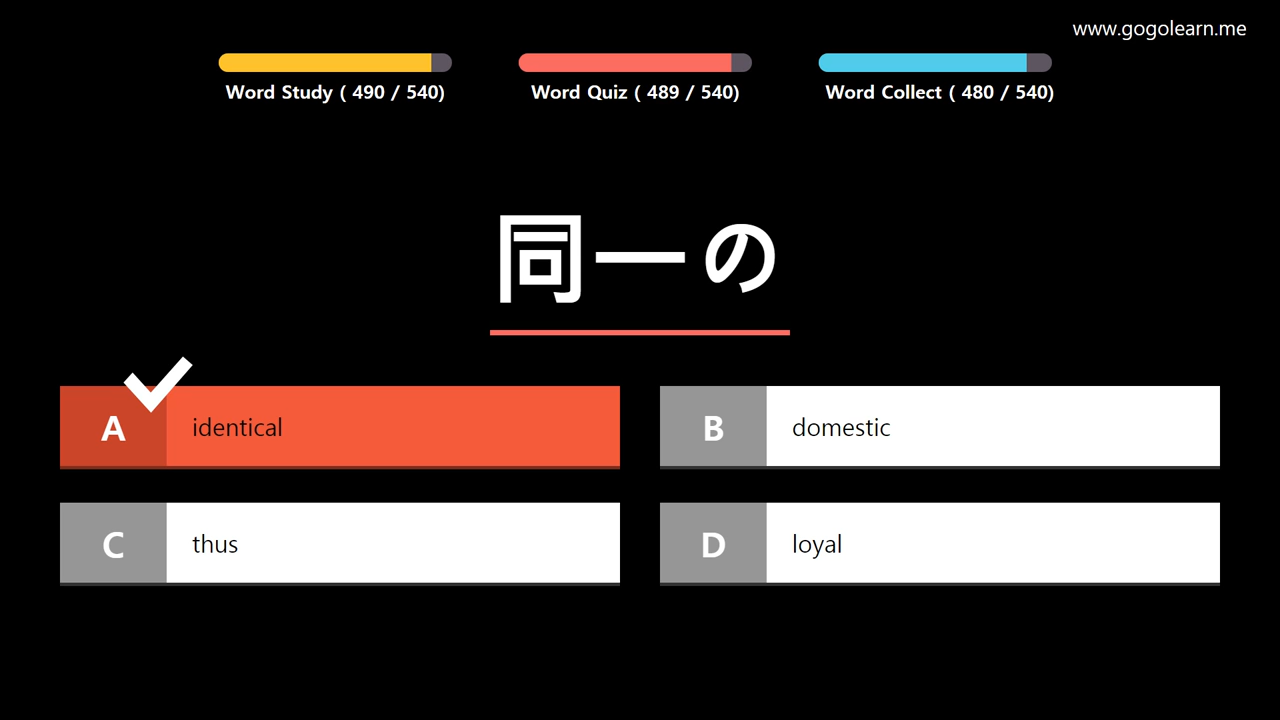 www.gogolearn.me
Word Study ( 490 / 540)
Word Quiz ( 489 / 540)
Word Collect ( 480 / 540)
同一の
A identical
B domestic
C thus
D loyal